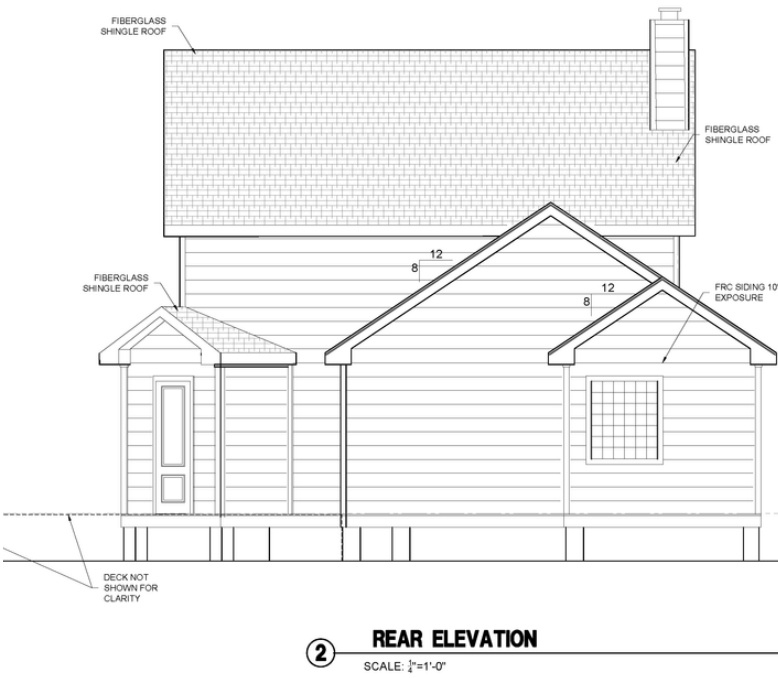 FIBERGLASS
SHINGLE ROOF
FIBERGLASS
SHINGLE ROOF
12
8
FIBERGLASS
SHINGLE ROOF
12
8
FRC SIDING 10"
EXPOSURE
DECK NOT
SHOWN FOR
CLARITY
2
REAR ELEVATION
SCALE: ¼"=1'-0"